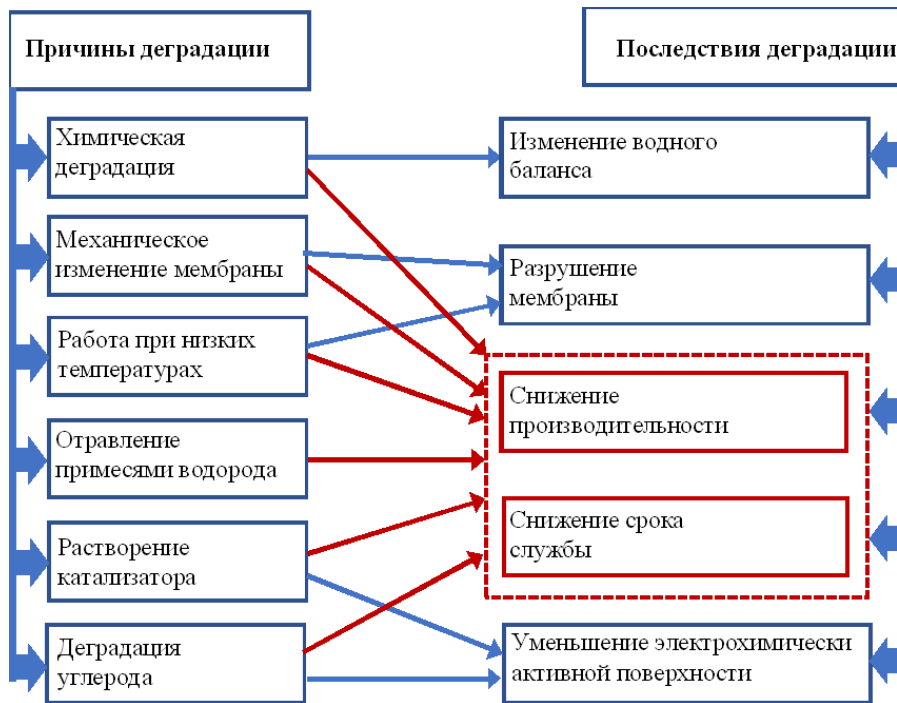 Причины деградации
Последствия деградации
Химическая
деградация
Механическое
изменение мембраны
Работа при низких
температурах
Отравление
примесями водорода
Растворение
катализатора
Деградация
углерода
Изменение водного
баланса
Разрушение
мембраны
Снижение
производительности
Снижение срока
службы
Уменьшение электрохимически
активной поверхности